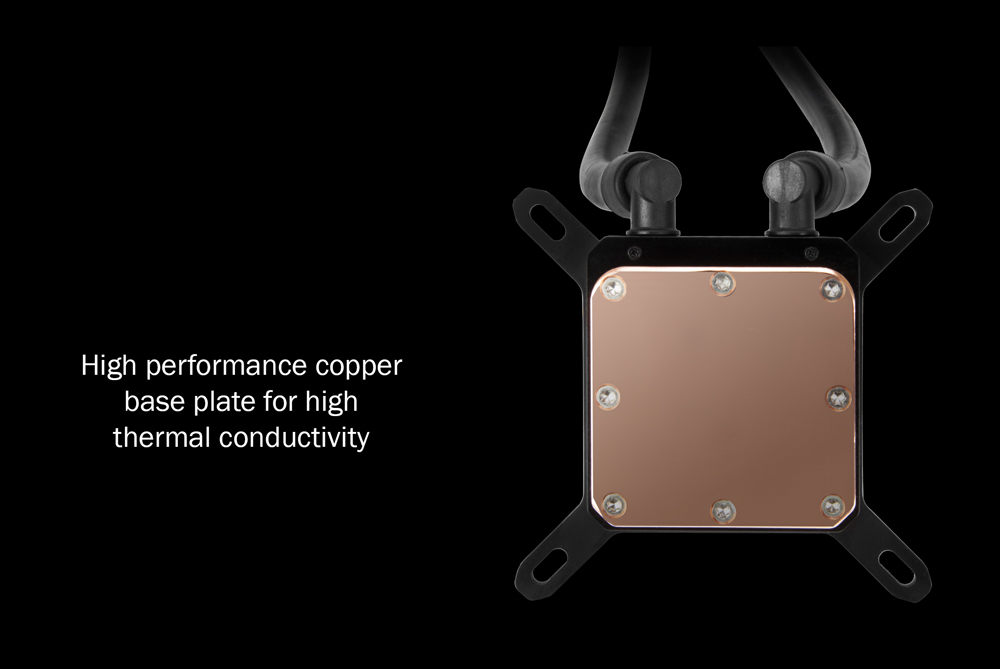 High performance copper
base plate for high
thermal conductivity